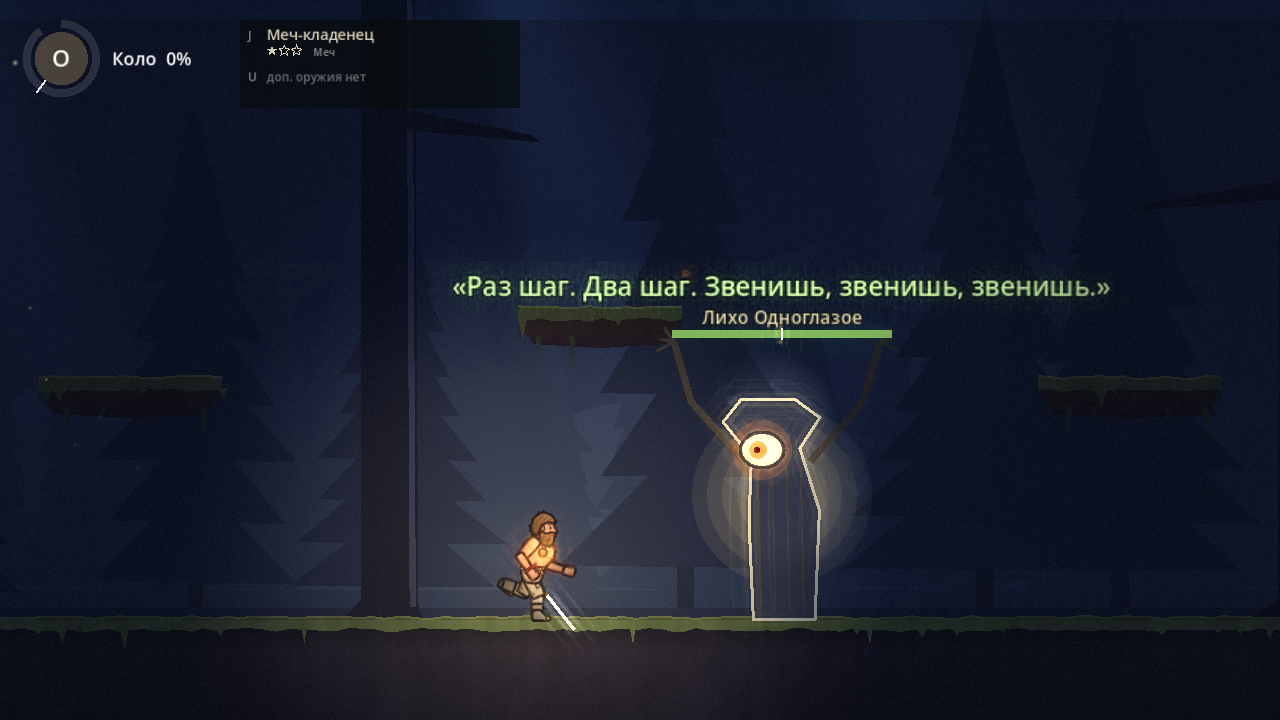 О
Коло 0%
J Меч-кладенец
★☆☆ Меч
U доп. оружия нет
«Раз шаг. Два шаг. Звенишь, звенишь, звенишь.»
Лихо Одноглазое